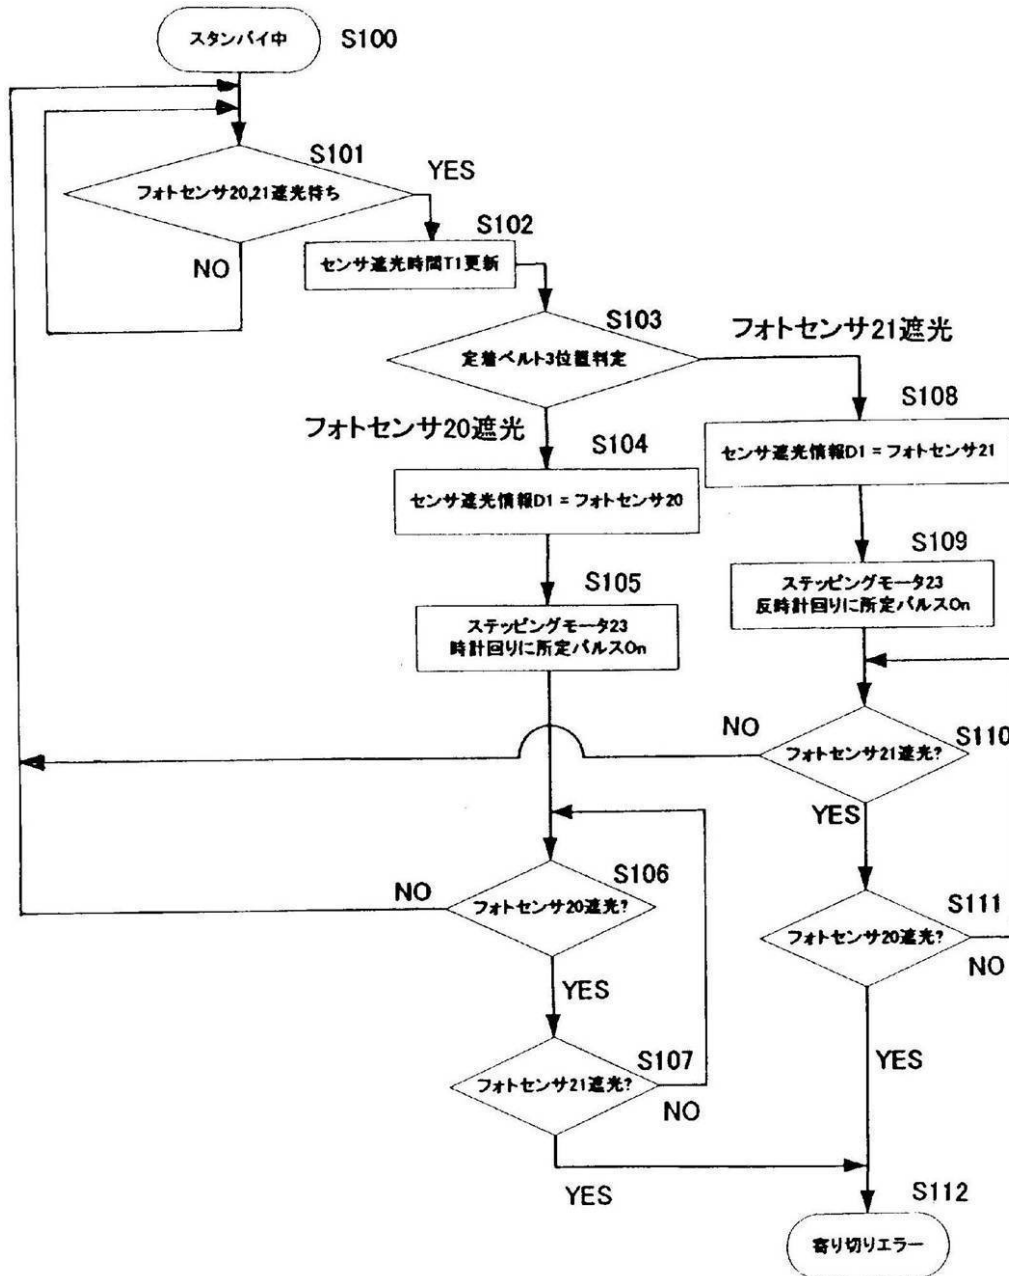 スタンバイ中
S100
S101
フォトセンサ20,21遮光待ち
YES
NO
S102
センサ遮光時間T1更新
S103
定着ベルト3位置判定
フォトセンサ21遮光
フォトセンサ20遮光
S108
センサ遮光情報D1 = フォトセンサ21
S104
センサ遮光情報D1 = フォトセンサ20
S109
ステッピングモータ23
反時計回りに所定パルスOn
S105
ステッピングモータ23
時計回りに所定パルスOn
NO
S110
フォトセンサ21遮光?
YES
S106
NO
フォトセンサ20遮光?
YES
S111
フォトセンサ20遮光?
NO
YES
S107
フォトセンサ21遮光?
NO
YES
S112
寄り切りエラー